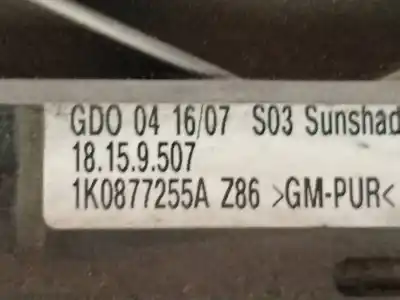 GDO 04 16/07 S03 Sunshad
18.15.9.507
1K0877255A Z86 >GM-PUR<